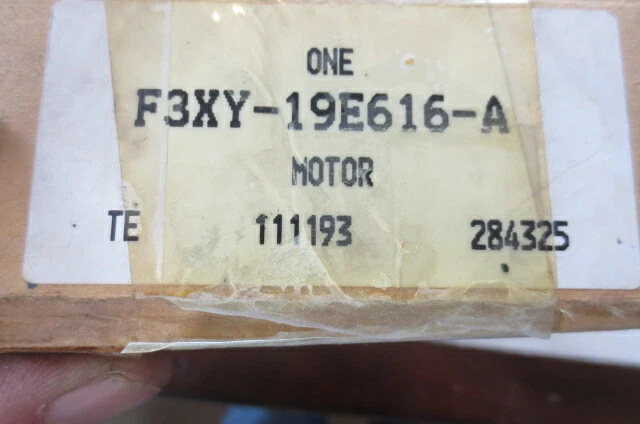 ONE
F3XY-19E616-A
MOTOR
TE 111193 284325